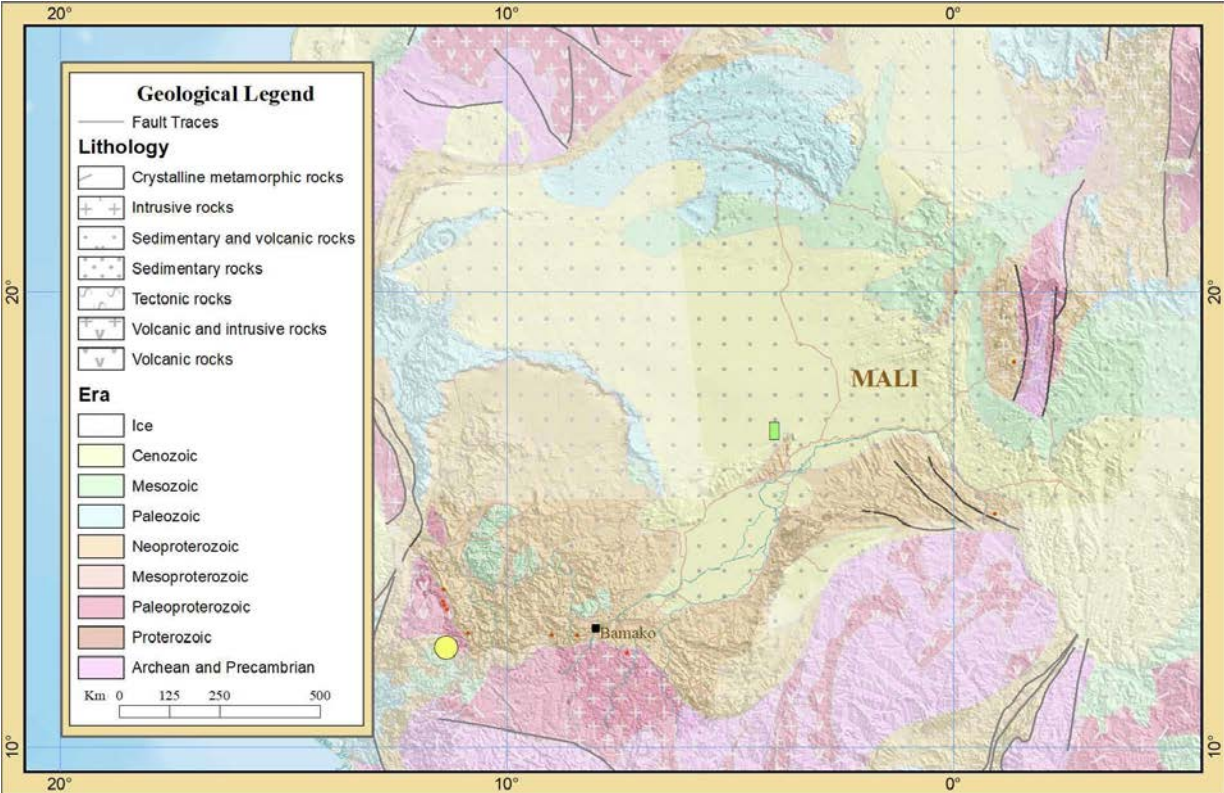 20° 10° 0°
Geological Legend
Fault Traces
Lithology
Crystalline metamorphic rocks
Intrusive rocks
Sedimentary and volcanic rocks
Sedimentary rocks
Tectonic rocks
Volcanic and intrusive rocks
Volcanic rocks
Era
Ice
Cenozoic
Mesozoic
Paleozoic
Neoproterozoic
Mesoproterozoic
Paleoproterozoic
Proterozoic
Archean and Precambrian
Km 0 125 250 500
20° 20°
MALI
Bamako
10° 10°
20° 10° 0°